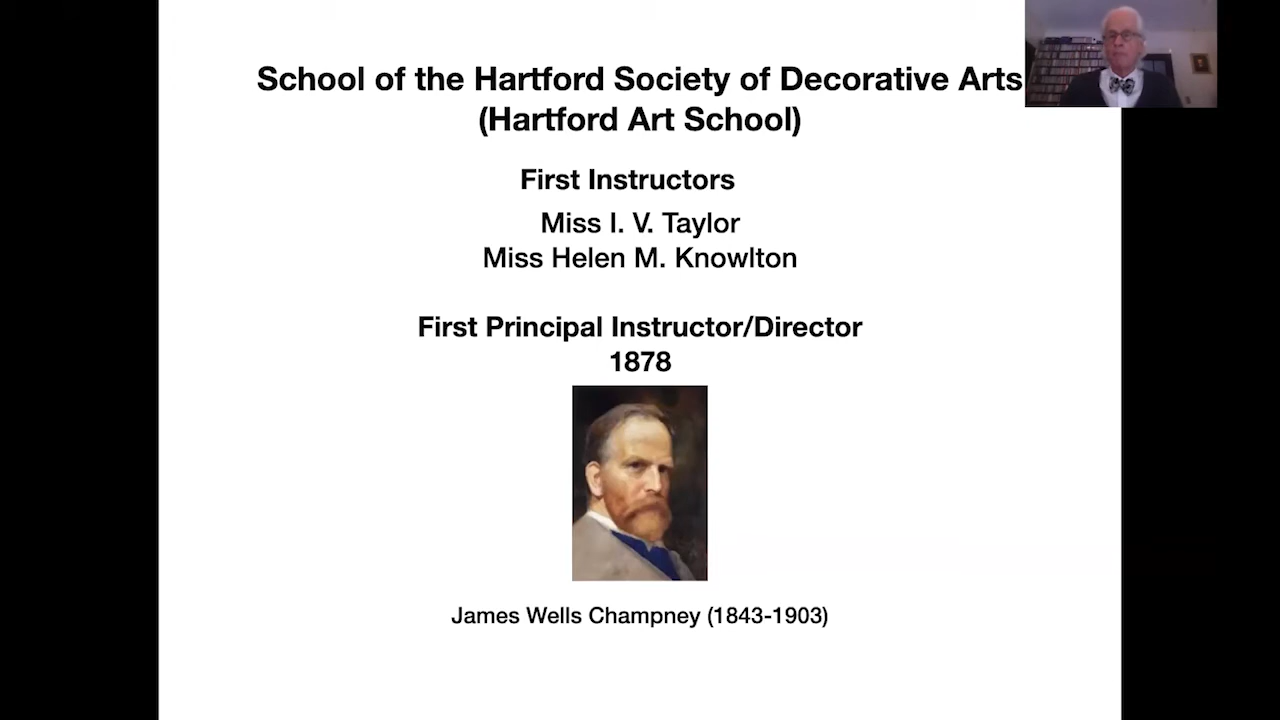 School of the Hartford Society of Decorative Arts
(Hartford Art School)
First Instructors
Miss I. V. Taylor
Miss Helen M. Knowlton
First Principal Instructor/Director
1878
James Wells Champney (1843-1903)